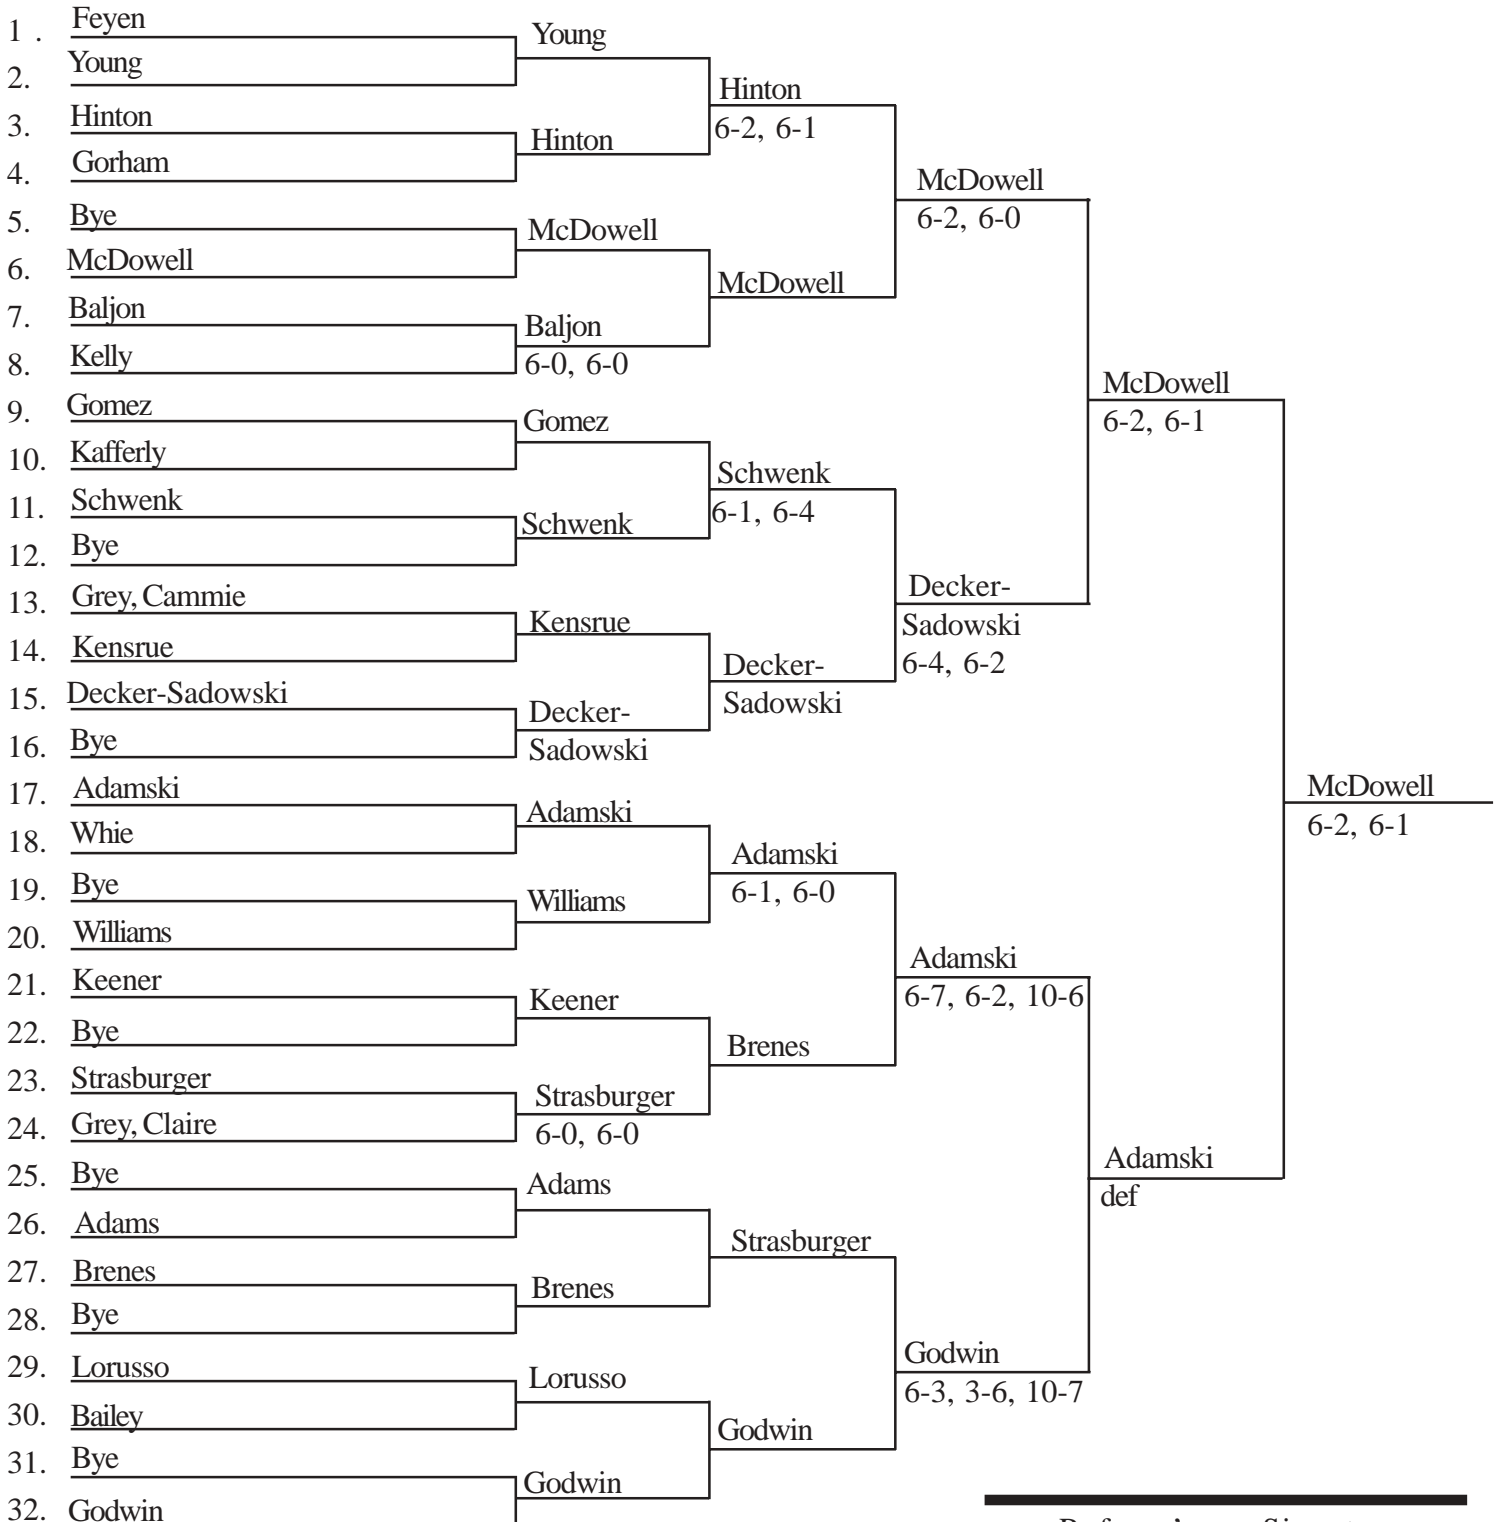 1 . Feyen
2. Young
3. Hinton
4. Gorham
5. Bye
6. McDowell
7. Baljon
8. Kelly
9. Gomez
10. Kafferly
11. Schwenk
12. Bye
13. Grey, Cammie
14. Kensrue
15. Decker-Sadowski
16. Bye
17. Adamski
18. Whie
19. Bye
20. Williams
21. Keener
22. Bye
23. Strasburger
24. Grey, Claire
25. Bye
26. Adams
27. Brenes
28. Bye
29. Lorusso
30. Bailey
31. Bye
32. Godwin
Young
Hinton
McDowell
Baljon
6-0, 6-0
Gomez
Schwenk
Kensrue
Decker-
Sadowski
Adamski
Williams
Keener
Strasburger
6-0, 6-0
Adams
Brenes
Lorusso
Godwin
Hinton
6-2, 6-1
McDowell
Schwenk
6-1, 6-4
Decker-
Sadowski
Adamski
6-1, 6-0
Brenes
Strasburger
Godwin
McDowell
6-2, 6-0
Decker-
Sadowski
6-4, 6-2
Adamski
6-7, 6-2, 10-6
Godwin
6-3, 3-6, 10-7
McDowell
6-2, 6-1
Adamski
def
McDowell
6-2, 6-1